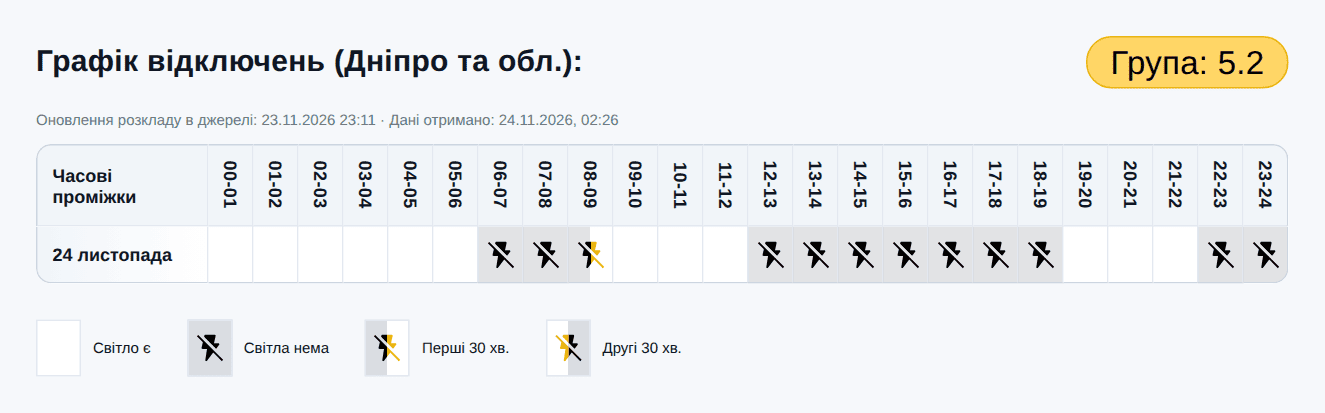 Графік відключень (Дніпро та обл.):
Група: 5.2
Оновлення розкладу в джерелі: 23.11.2026 23:11 · Дані отримано: 24.11.2026, 02:26
Часові
проміжки
00-01
01-02
02-03
03-04
04-05
05-06
06-07
07-08
08-09
09-10
10-11
11-12
12-13
13-14
14-15
15-16
16-17
17-18
18-19
19-20
20-21
21-22
22-23
23-24
24 листопада
Світло є
Світла нема
Перші 30 хв.
Другі 30 хв.